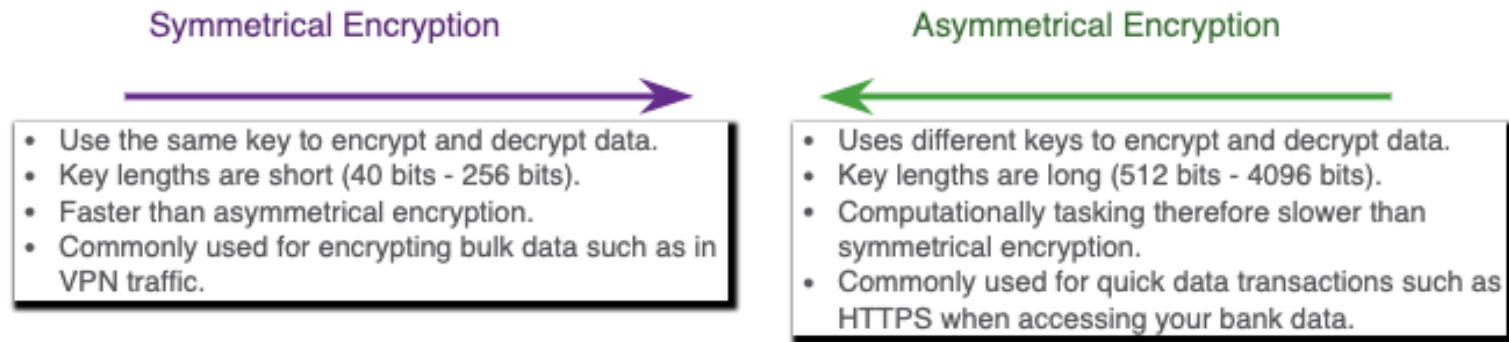 Symmetrical Encryption
• Use the same key to encrypt and decrypt data.
• Key lengths are short (40 bits - 256 bits).
• Faster than asymmetrical encryption.
• Commonly used for encrypting bulk data such as in
VPN traffic.
Asymmetrical Encryption
• Uses different keys to encrypt and decrypt data.
• Key lengths are long (512 bits - 4096 bits).
• Computationally tasking therefore slower than
symmetrical encryption.
• Commonly used for quick data transactions such as
HTTPS when accessing your bank data.